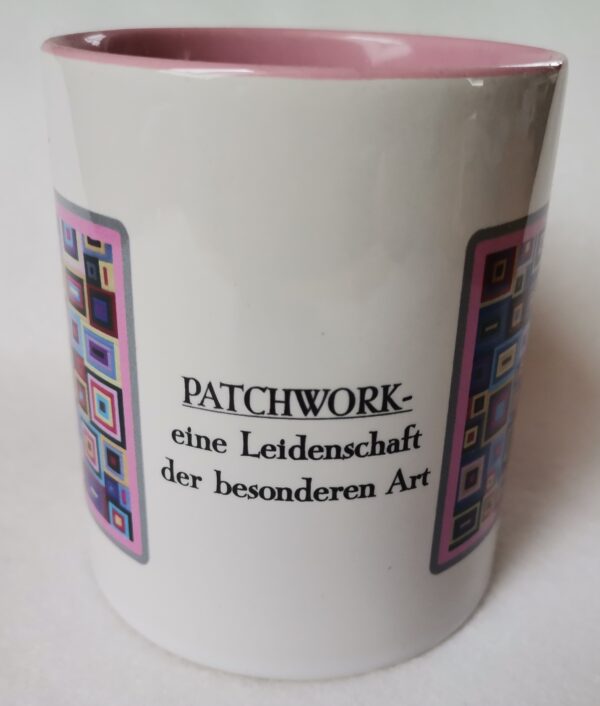 PATCHWORK-
eine Leidenschaft
der besonderen Art